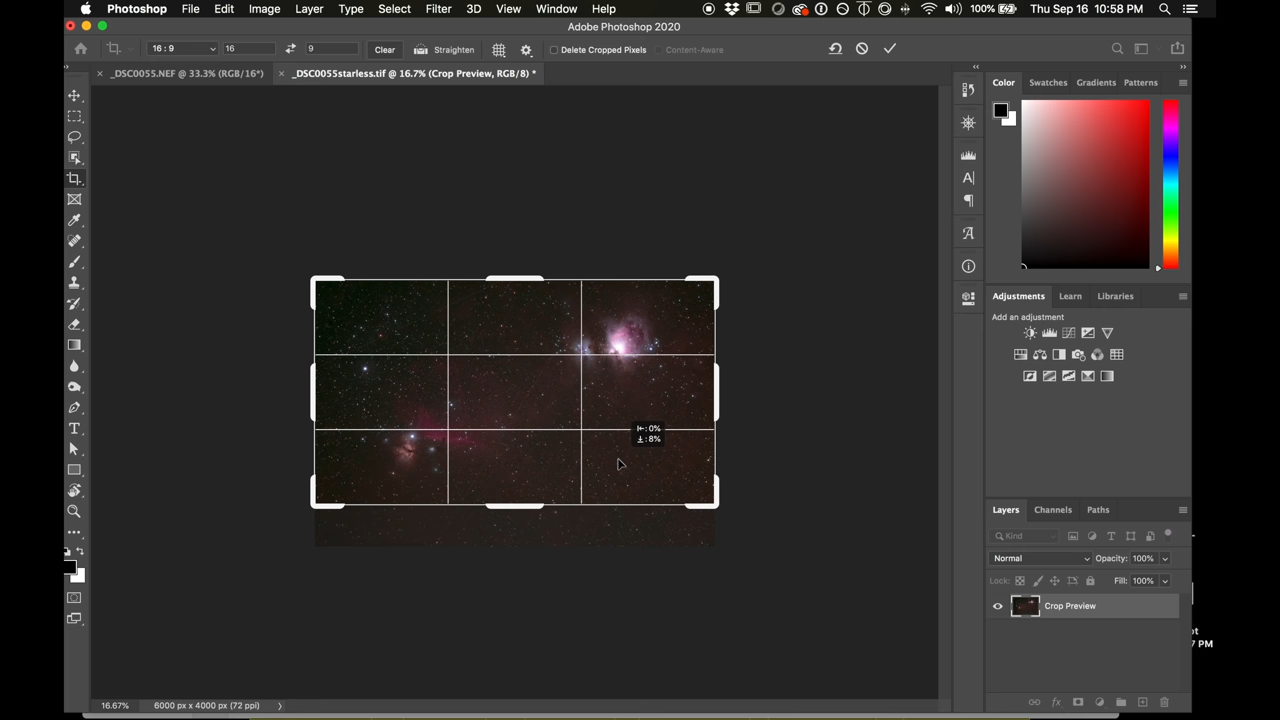 Photoshop File Edit Image Layer Type Select Filter 3D View Window Help 100% Thu Sep 16 10:58 PM
Adobe Photoshop 2020
16 : 9 16 9 Clear Straighten Delete Cropped Pixels Content-Aware
_DSC0055.NEF @ 33.3% (RGB/16*) _DSC0055starless.tif @ 16.7% (Crop Preview, RGB/8) *
Color Swatches Gradients Patterns
Adjustments Learn Libraries
Add an adjustment
: 0%
: 8%
Layers Channels Paths
Kind
Normal Opacity: 100%
Lock: Fill: 100%
Crop Preview
7 PM
16.67% 6000 px x 4000 px (72 ppi)